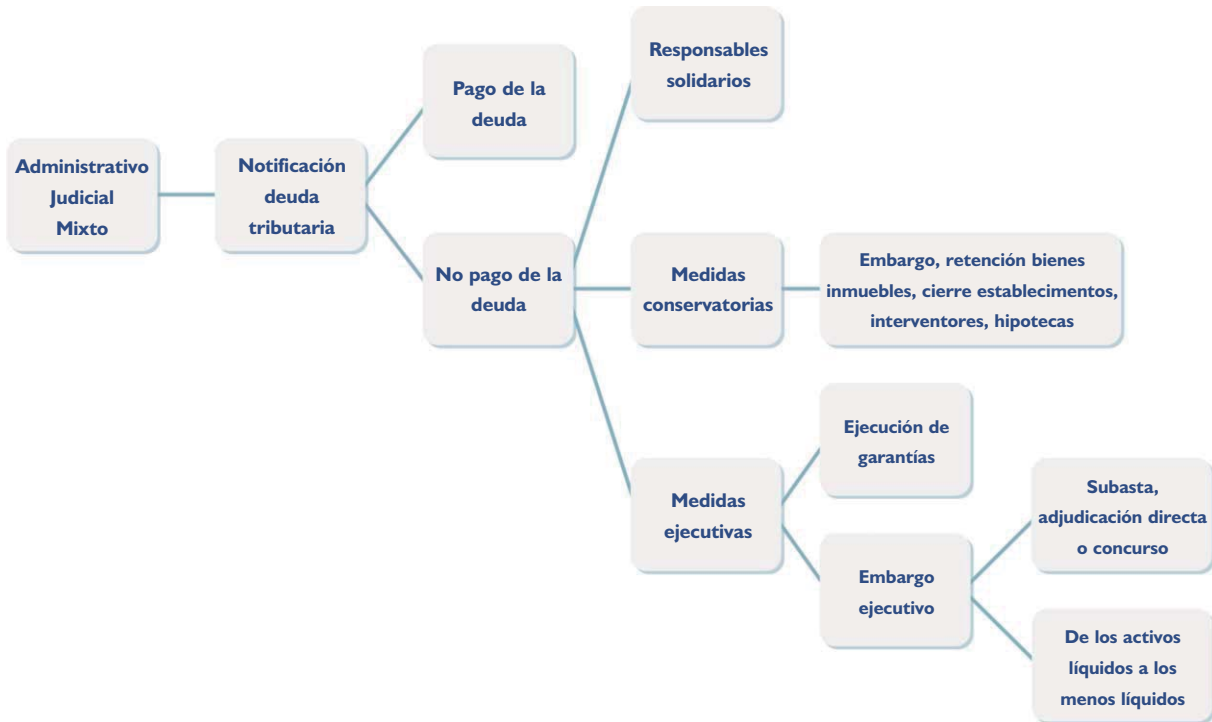 Administrativo
Judicial
Mixto
Notificación
deuda
tributaria
Pago de la
deuda
No pago de la
deuda
Responsables
solidarios
Medidas
conservatorias
Embargo, retención bienes
inmuebles, cierre establecimentos,
interventores, hipotecas
Medidas
ejecutivas
Ejecución de
garantías
Embargo
ejecutivo
Subasta,
adjudicación directa
o concurso
De los activos
líquidos a los
menos líquidos